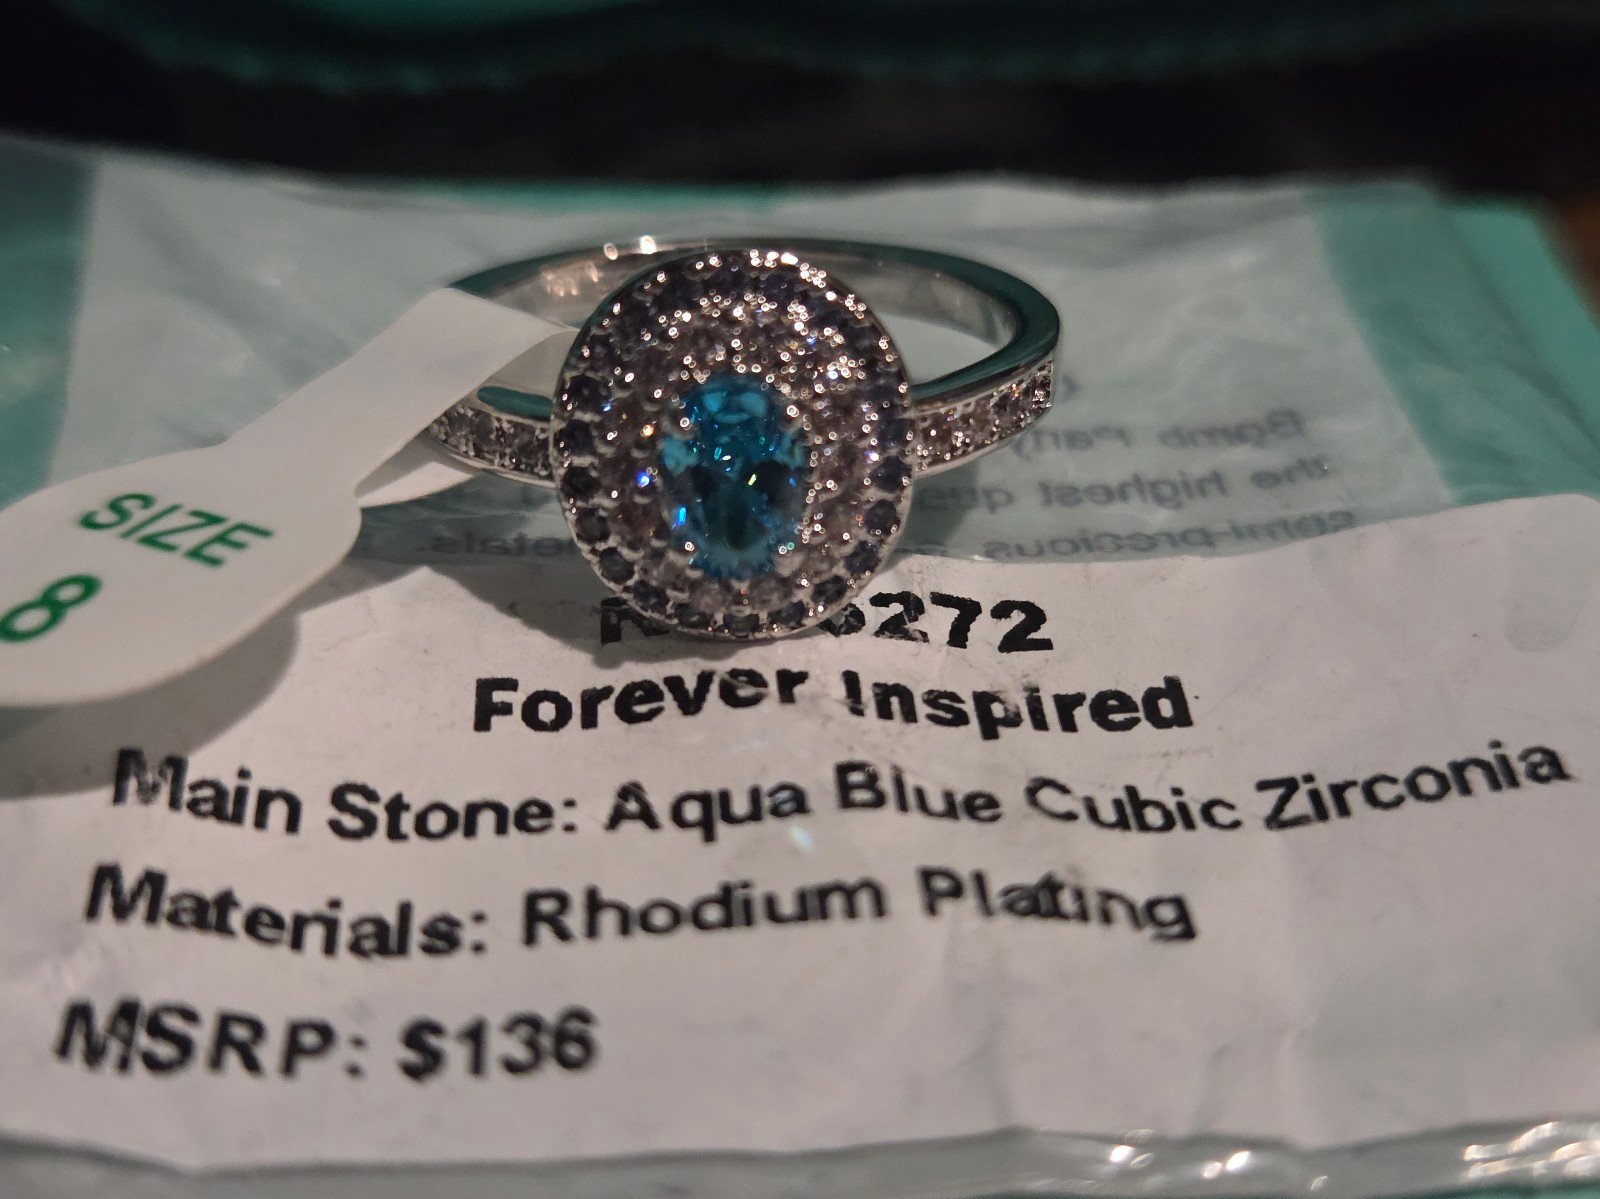 SIZE
8
Bomb Party
the highest
semi-precious
6272
Forever Inspired
Main Stone: Aqua Blue Cubic Zirconia
Materials: Rhodium Plating
MSRP: $136